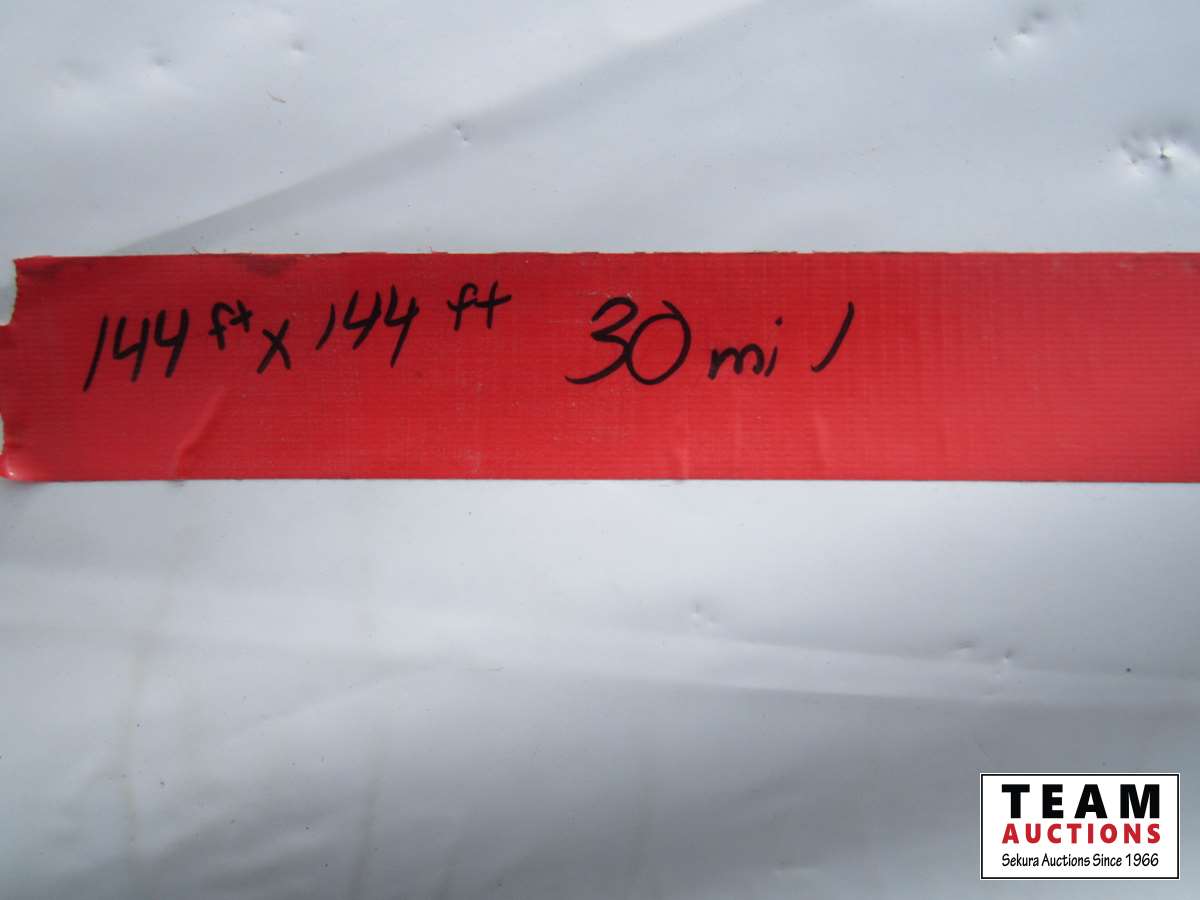 144 ft x 144 ft 30 mil
TEAM
AUCTIONS
Sekura Auctions Since 1966